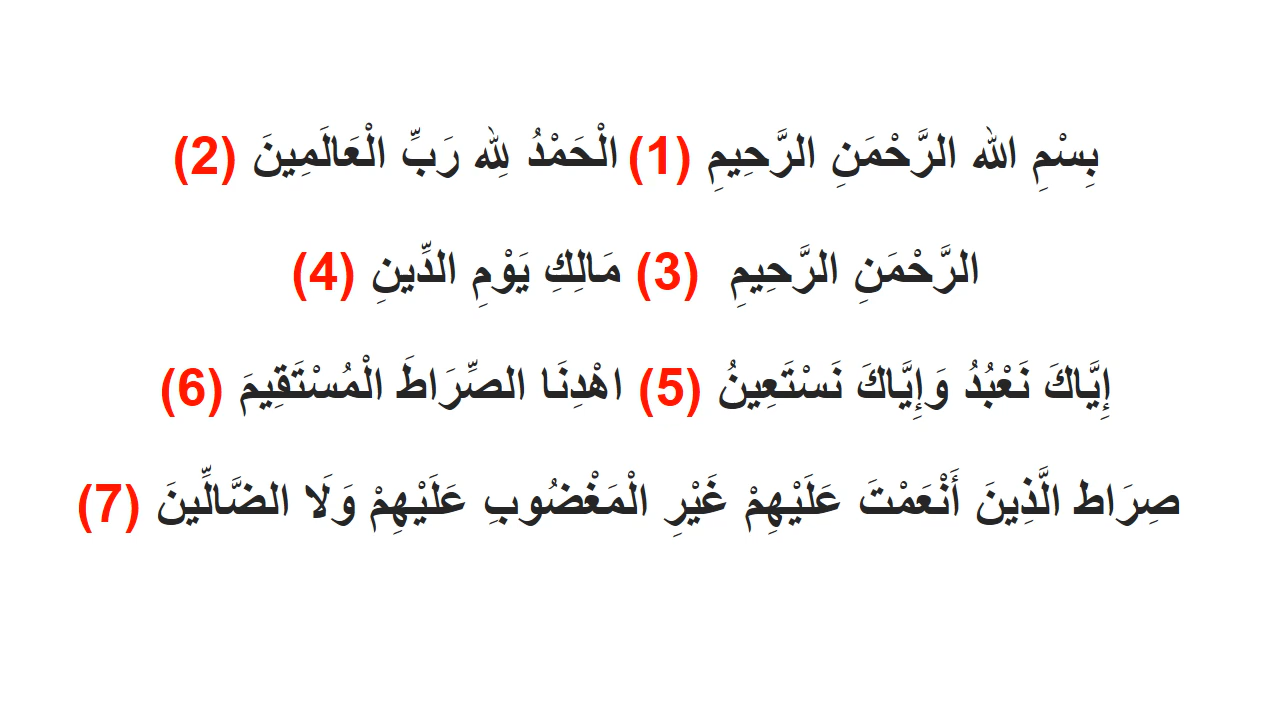 بِسْمِ الله الرَّحْمَنِ الرَّحِيمِ (1) الْحَمْدُ لِلّه رَبِّ الْعَالَمِينَ (2)
الرَّحْمَنِ الرَّحِيمِ (3) مَالِكِ يَوْمِ الدِّينِ (4)
إِيَّاكَ نَعْبُدُ وَإِيَّاكَ نَسْتَعِينُ (5) اهْدِنَا الصِّرَاطَ الْمُسْتَقِيمَ (6)
صِرَاط الَّذِينَ أَنْعَمْتَ عَلَيْهِمْ غَيْرِ الْمَغْضُوبِ عَلَيْهِمْ وَلَا الضَّالِّينَ (7)